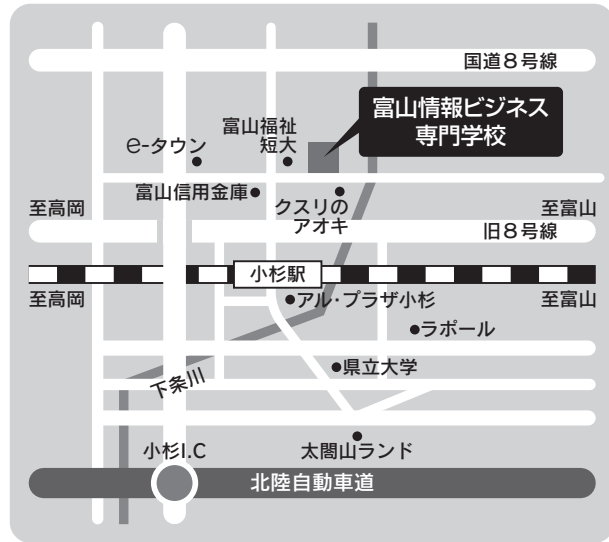 国道8号線
富山情報ビジネス
専門学校
富山福祉
短大
e-タウン
富山信用金庫
クスリの
アオキ
至高岡
至富山
旧8号線
小杉駅
至高岡
至富山
アル・プラザ小杉
ラポール
県立大学
下条川
小杉I.C
太閤山ランド
北陸自動車道